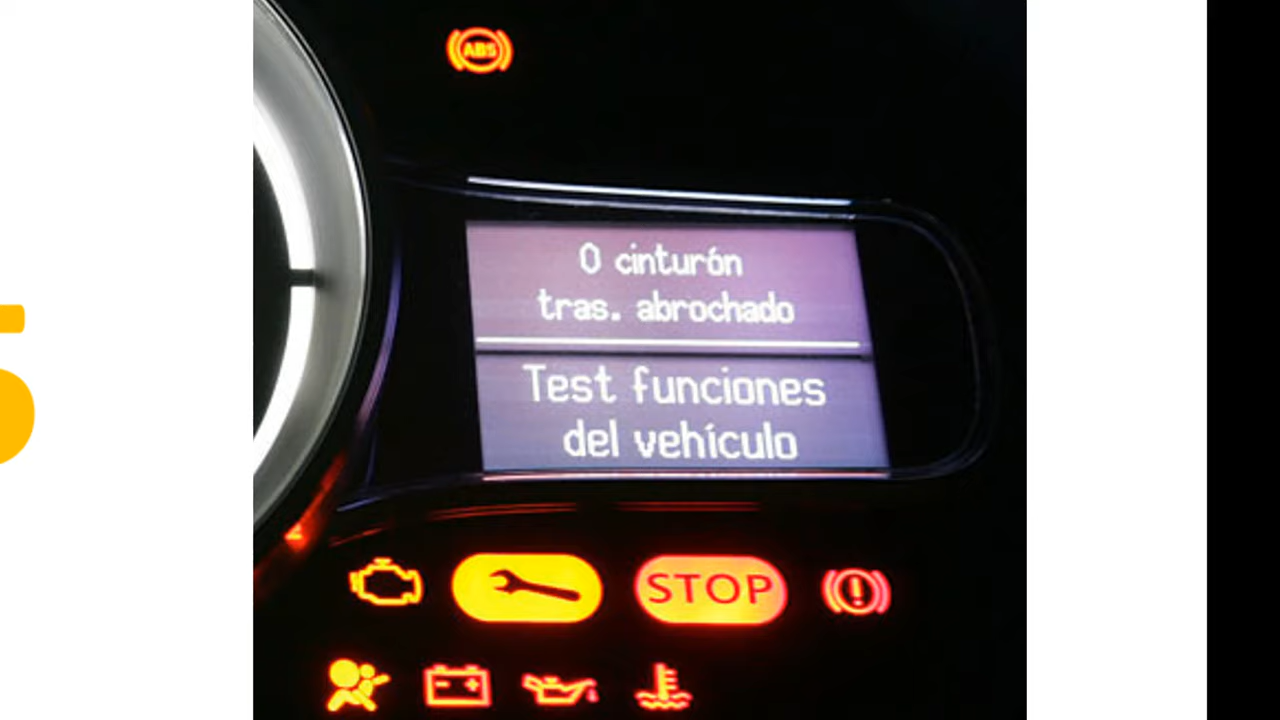 ABS
0 cinturón
tras. abrochado
Test funciones
del vehículo
STOP